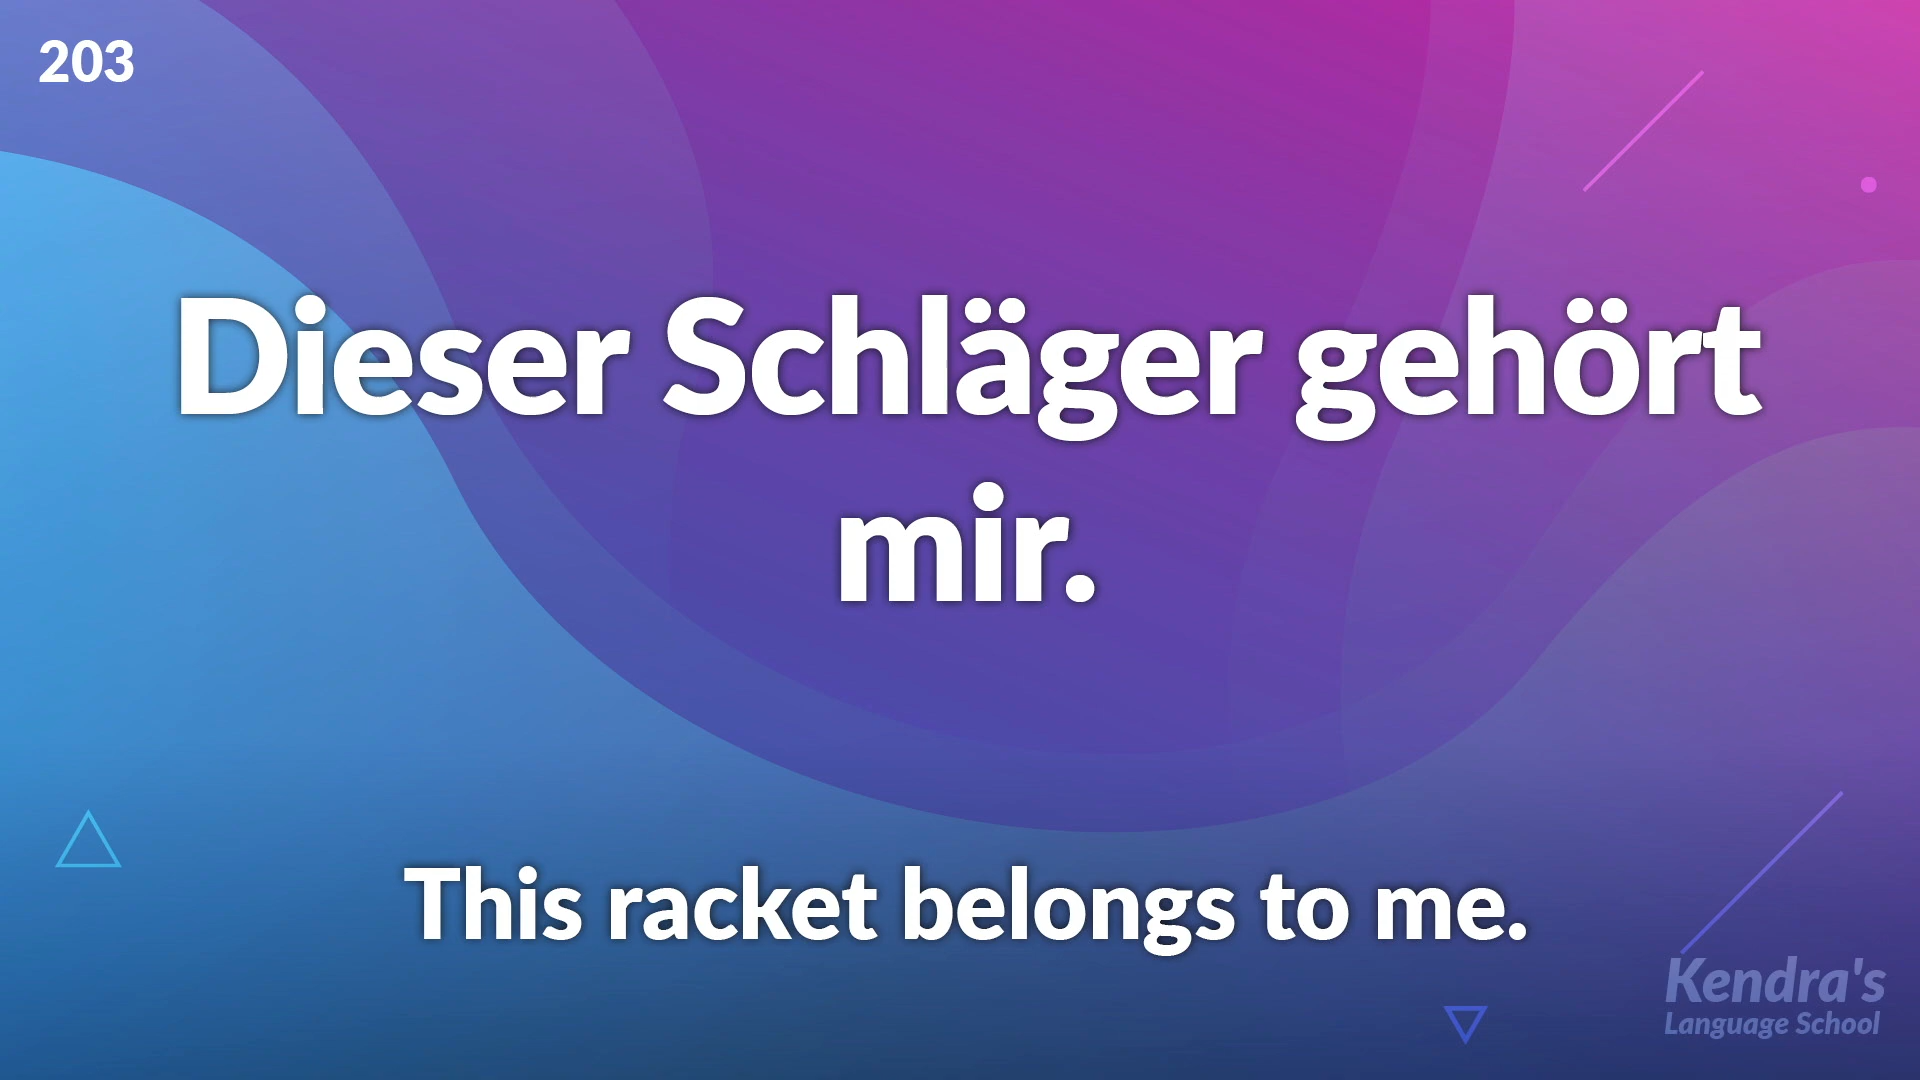 203
Dieser Schläger gehört
mir.
This racket belongs to me.
Kendra's
Language School